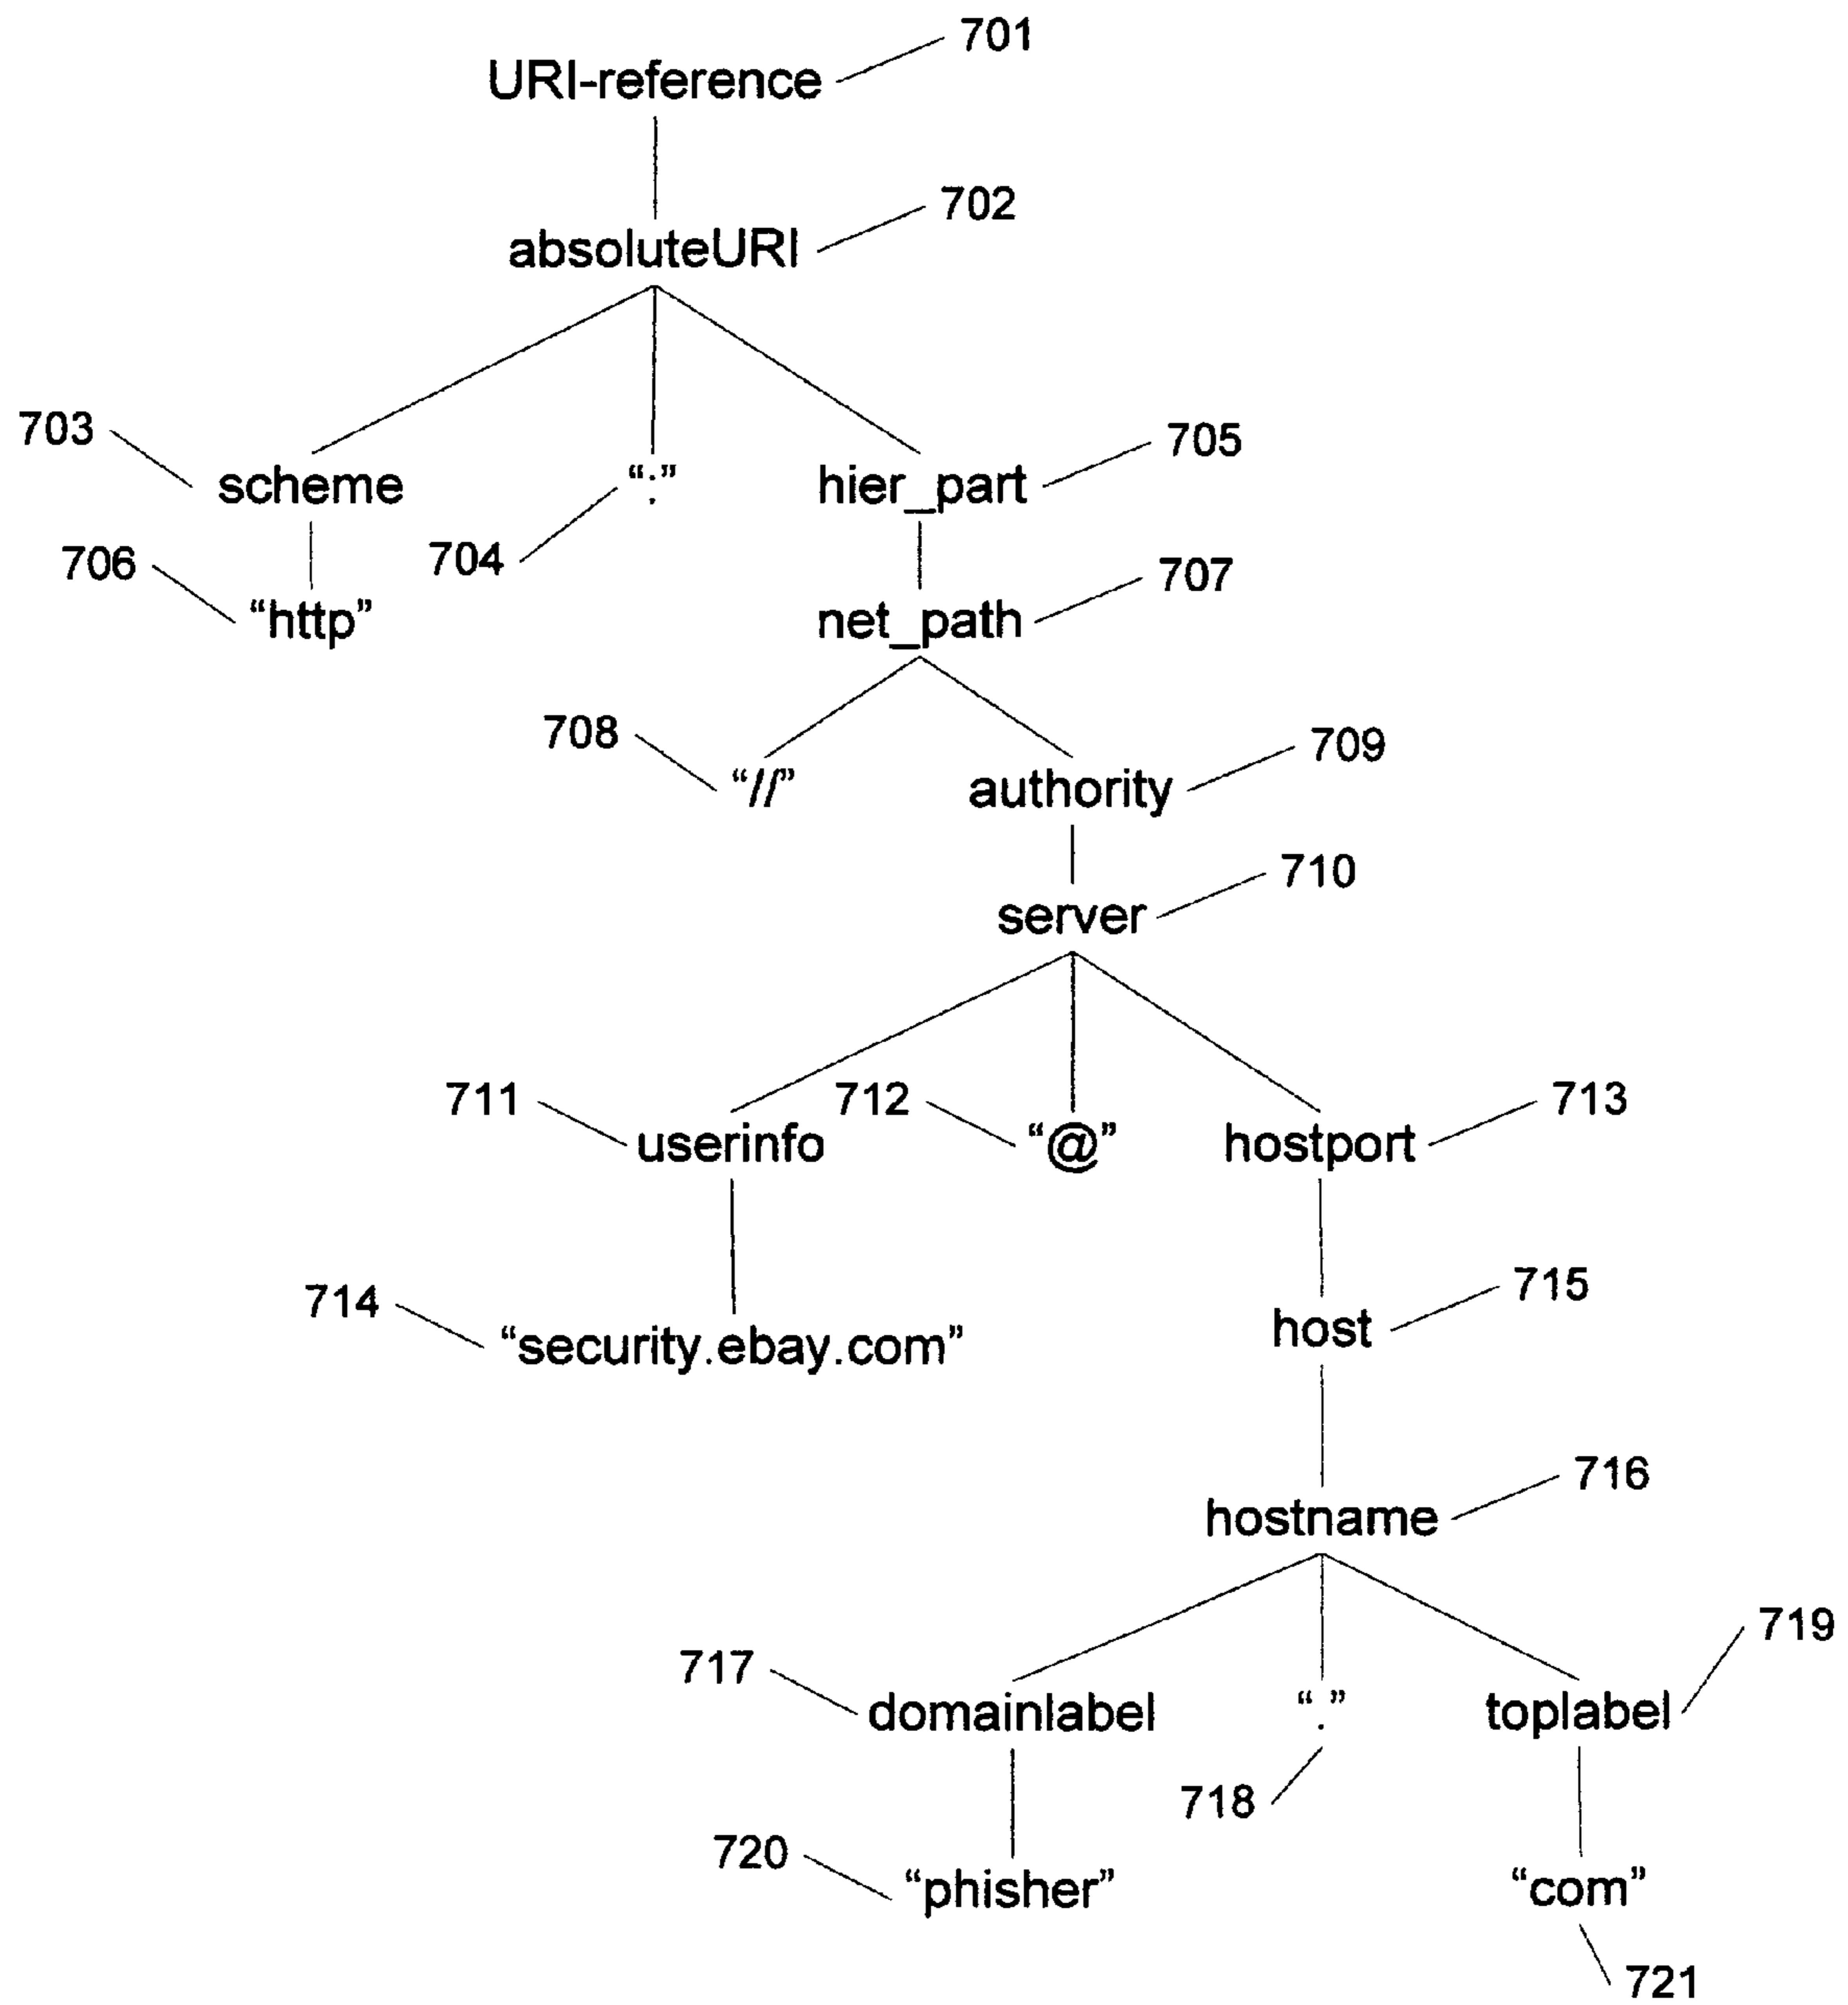 701
URI-reference
702
absoluteURI
703
705
scheme
“:”
hier_part
706
704
707
“http”
net_path
708
709
“//”
authority
710
server
711
712
713
userinfo
“@”
hostport
714
715
“security.ebay.com”
host
716
hostname
717
719
domainlabel
“.”
toplabel
718
720
“phisher”
“com”
721